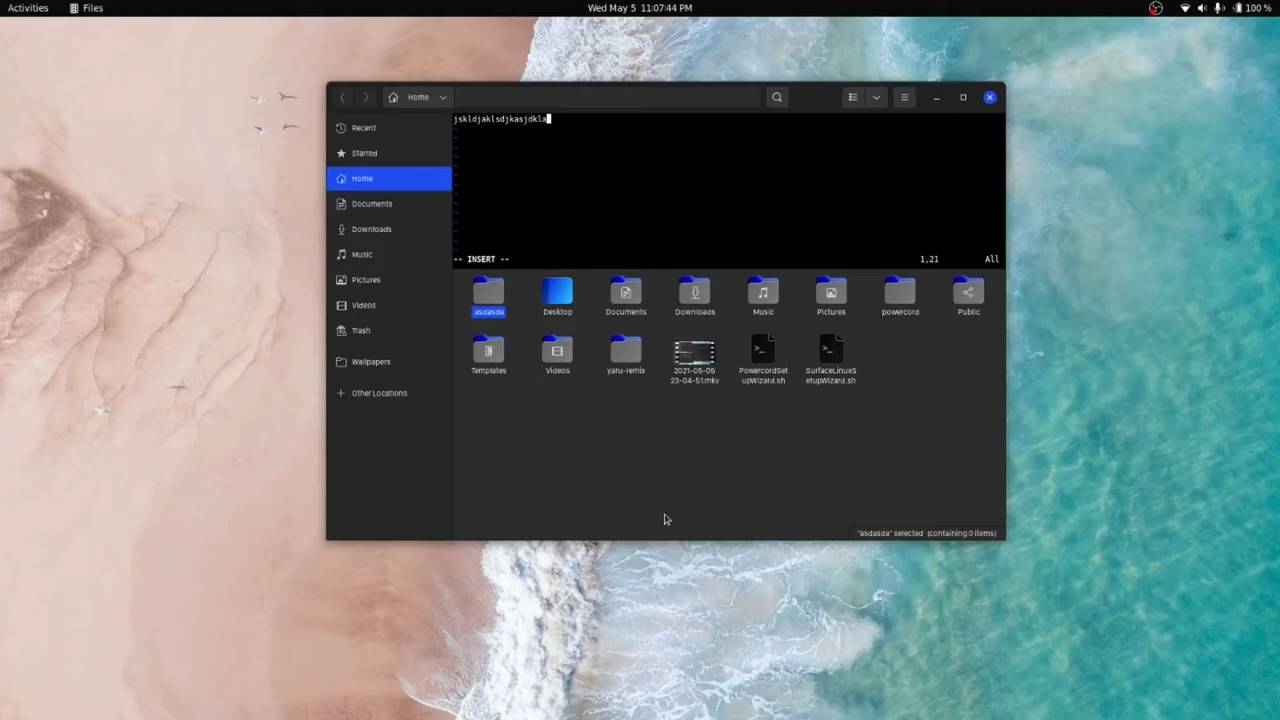 Activities Files Wed May 5 11:07:44 PM 100 %
Home
Recent
Starred
Home
Documents
Downloads
Music
Pictures
Videos
Trash
Wallpapers
Other Locations
jskldjaklsdjkasjdkla
~
~
~
~
~
~
~
-- INSERT -- 1,21 All
asdasda Desktop Documents Downloads Music Pictures powercord Public
Templates Videos yaru-remix 2021-05-05 PowercordSet SurfaceLinuxS
23-04-51.mkv upWizard.sh etupWizard.sh
"asdasda" selected (containing 0 items)